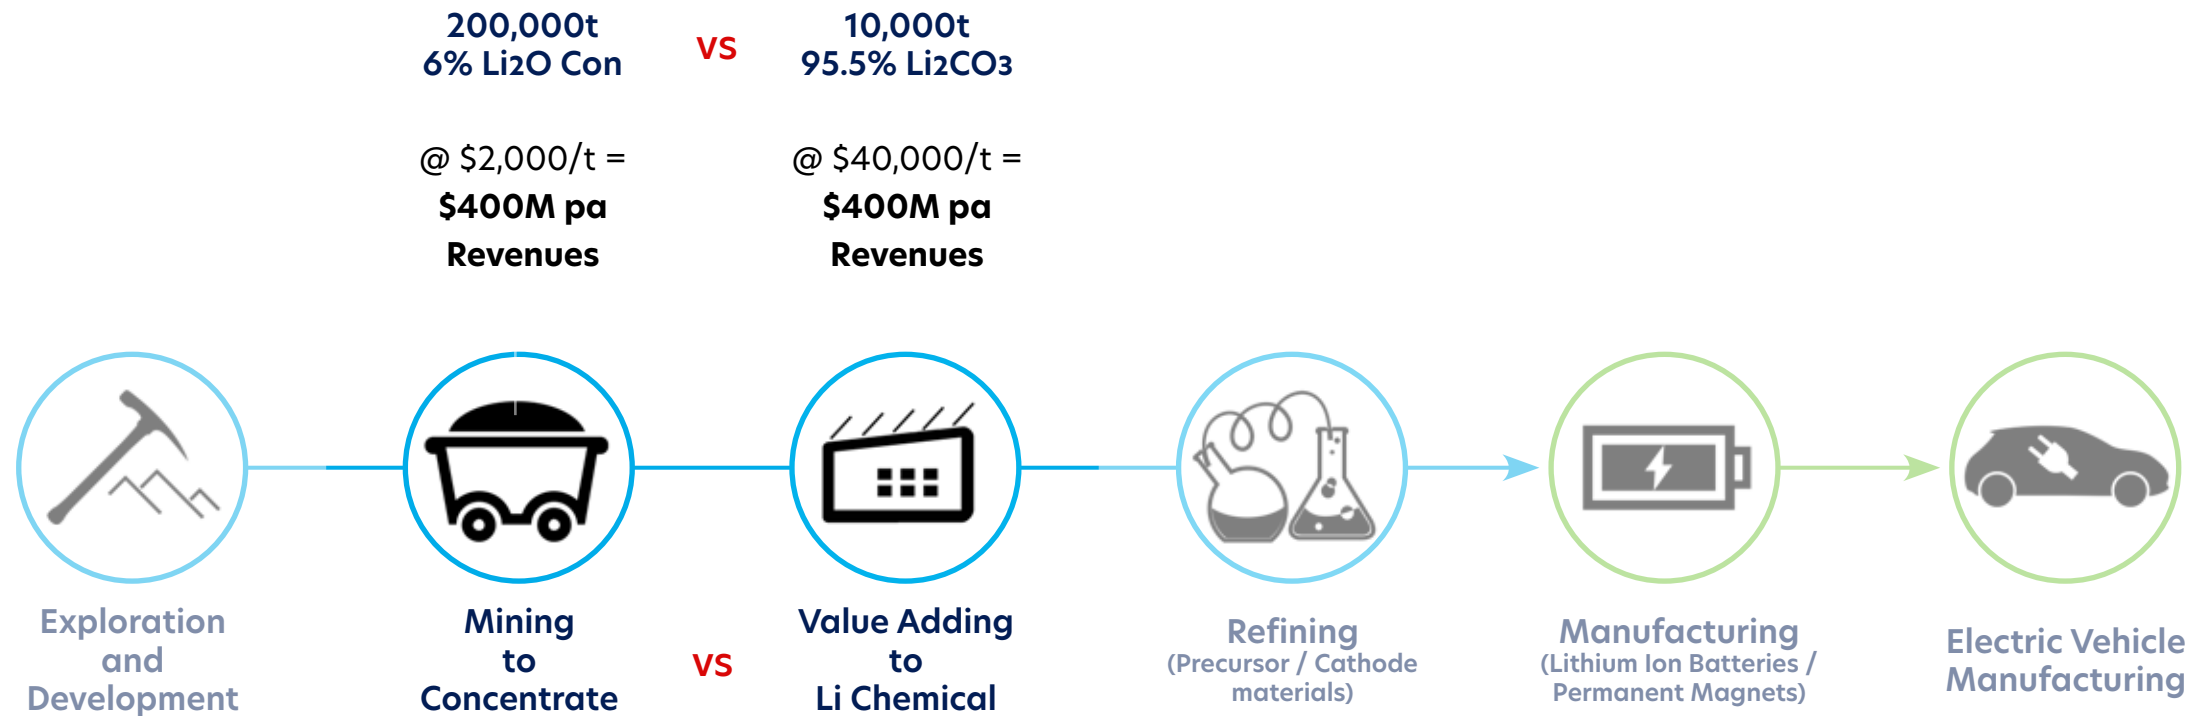 200,000t
6% Li2O Con
VS
10,000t
95.5% Li2CO3
@ $2,000/t =
$400M pa
Revenues
@ $40,000/t =
$400M pa
Revenues
Exploration
and
Development
Mining
to
Concentrate
VS
Value Adding
to
Li Chemical
Refining
(Precursor / Cathode
materials)
Manufacturing
(Lithium Ion Batteries /
Permanent Magnets)
Electric Vehicle
Manufacturing